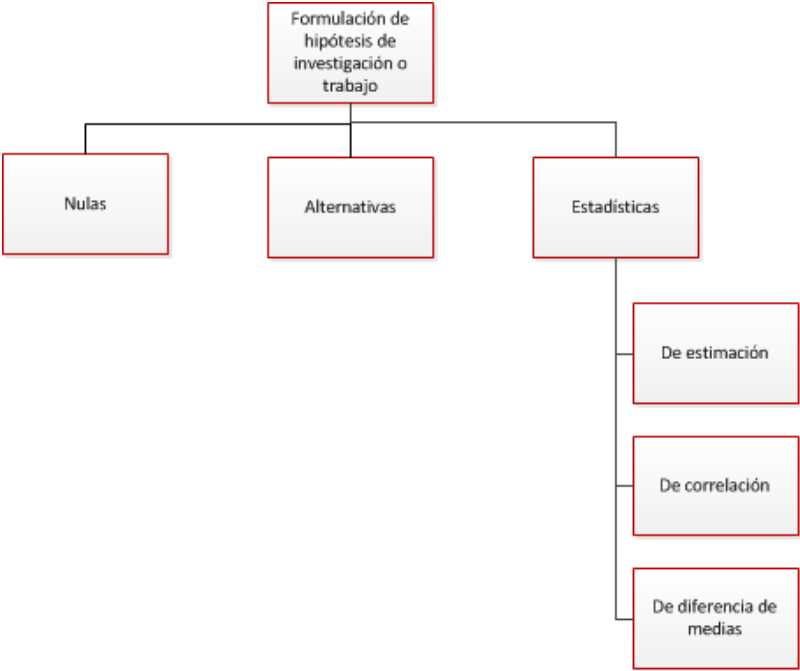 Formulación de
hipótesis de
investigación o
trabajo
Nulas
Alternativas
Estadísticas
De estimación
De correlación
De diferencia de
medias